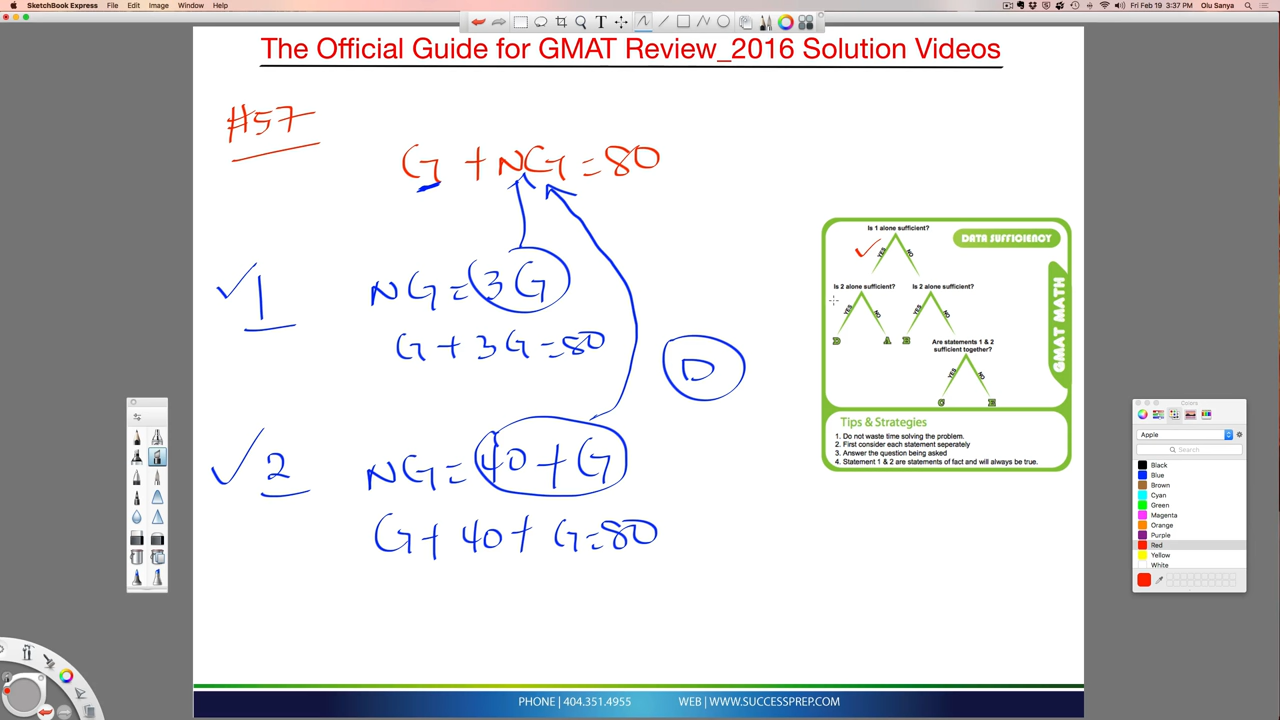 SketchBook Express File Edit Image Window Help
Fri Feb 19 3:37 PM Olu Sanya
The Official Guide for GMAT Review_2016 Solution Videos
#57
G + NG = 80
1
NG = 3G
G + 3G = 80
D
2
NG = 40 + G
G + 40 + G = 80
Is 1 alone sufficient?
DATA SUFFICIENCY
YES NO
Is 2 alone sufficient? Is 2 alone sufficient?
YES NO YES NO
D A B
Are statements 1 & 2
sufficient together?
YES NO
C E
GMAT MATH
Tips & Strategies
1. Do not waste time solving the problem.
2. First consider each statement seperately
3. Answer the question being asked
4. Statement 1 & 2 are statements of fact and will always be true.
Colors
Apple
Search
Black
Blue
Brown
Cyan
Green
Magenta
Orange
Purple
Red
Yellow
White
PHONE | 404.351.4955 WEB | WWW.SUCCESSPREP.COM